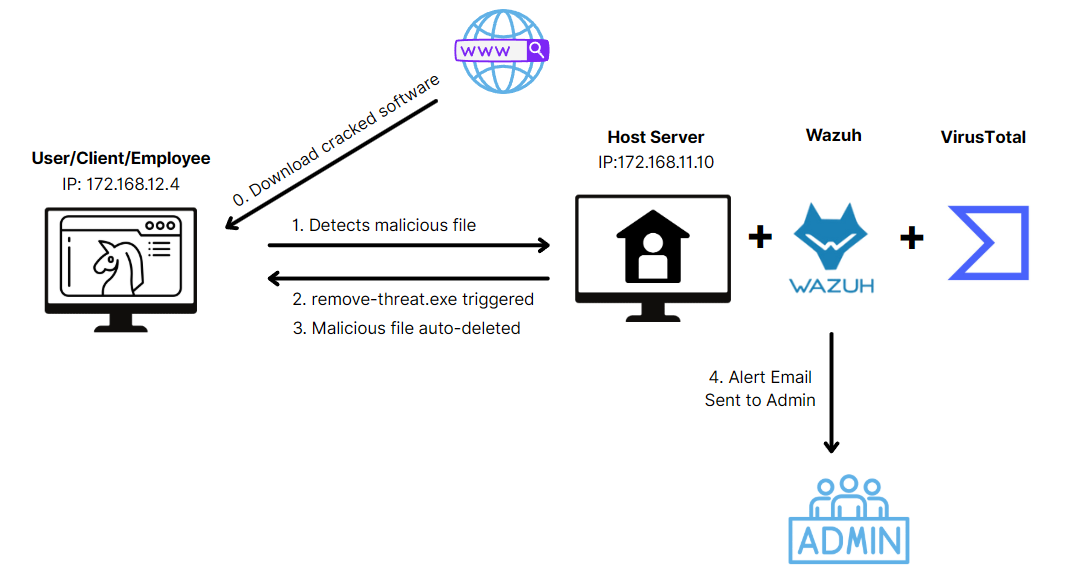 www
0. Download cracked software
User/Client/Employee
IP: 172.168.12.4
Host Server
IP:172.168.11.10
Wazuh
VirusTotal
1. Detects malicious file
2. remove-threat.exe triggered
3. Malicious file auto-deleted
WAZUH
4. Alert Email
Sent to Admin
ADMIN